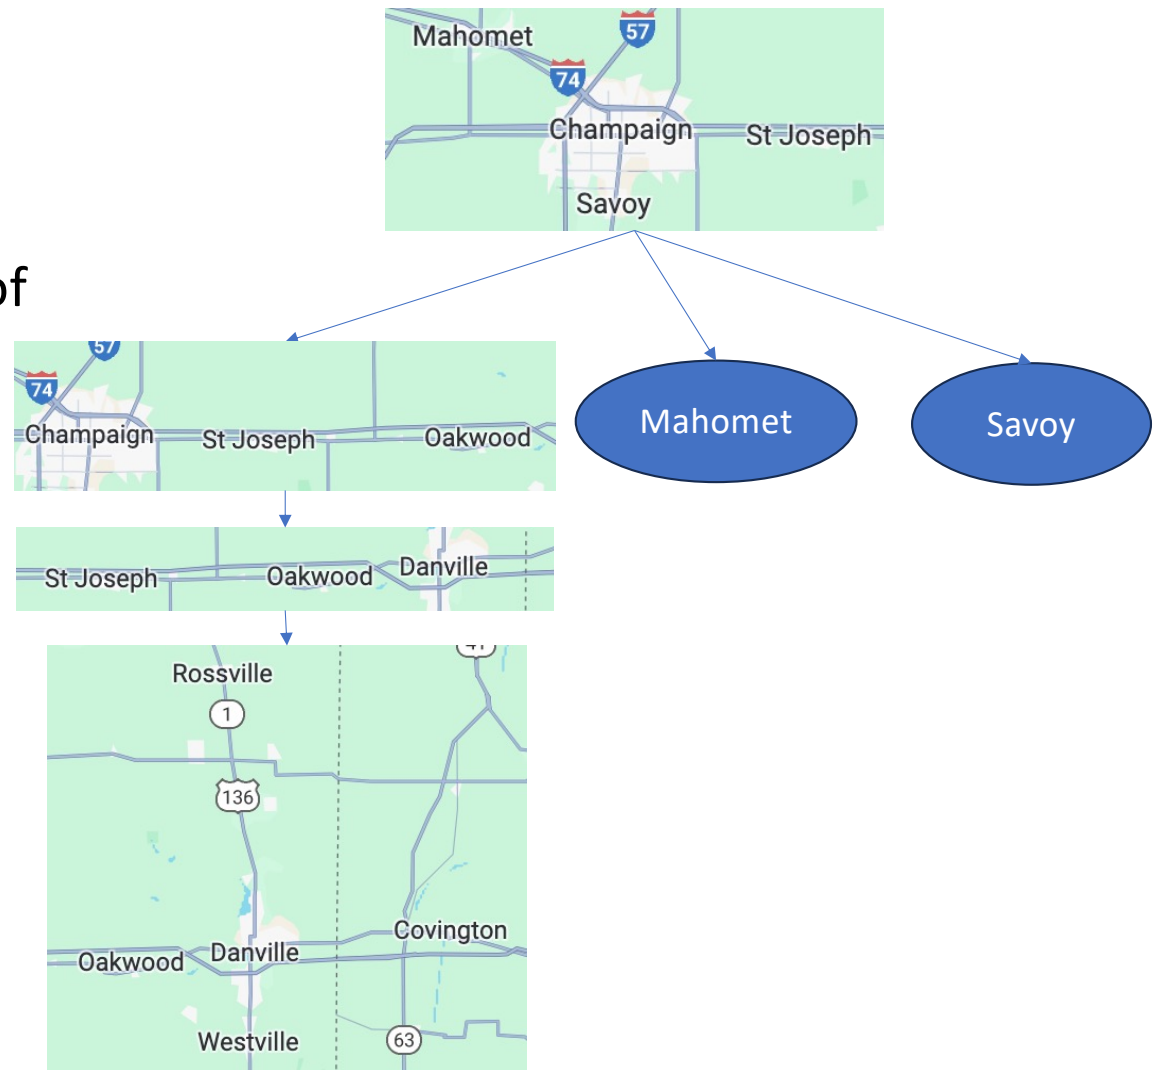 Mahomet
57
74
Champaign
St Joseph
Savoy
of
57
74
Champaign
St Joseph
Oakwood
Mahomet
Savoy
St Joseph
Oakwood
Danville
41
Rossville
1
136
Covington
Oakwood
Danville
Westville
63